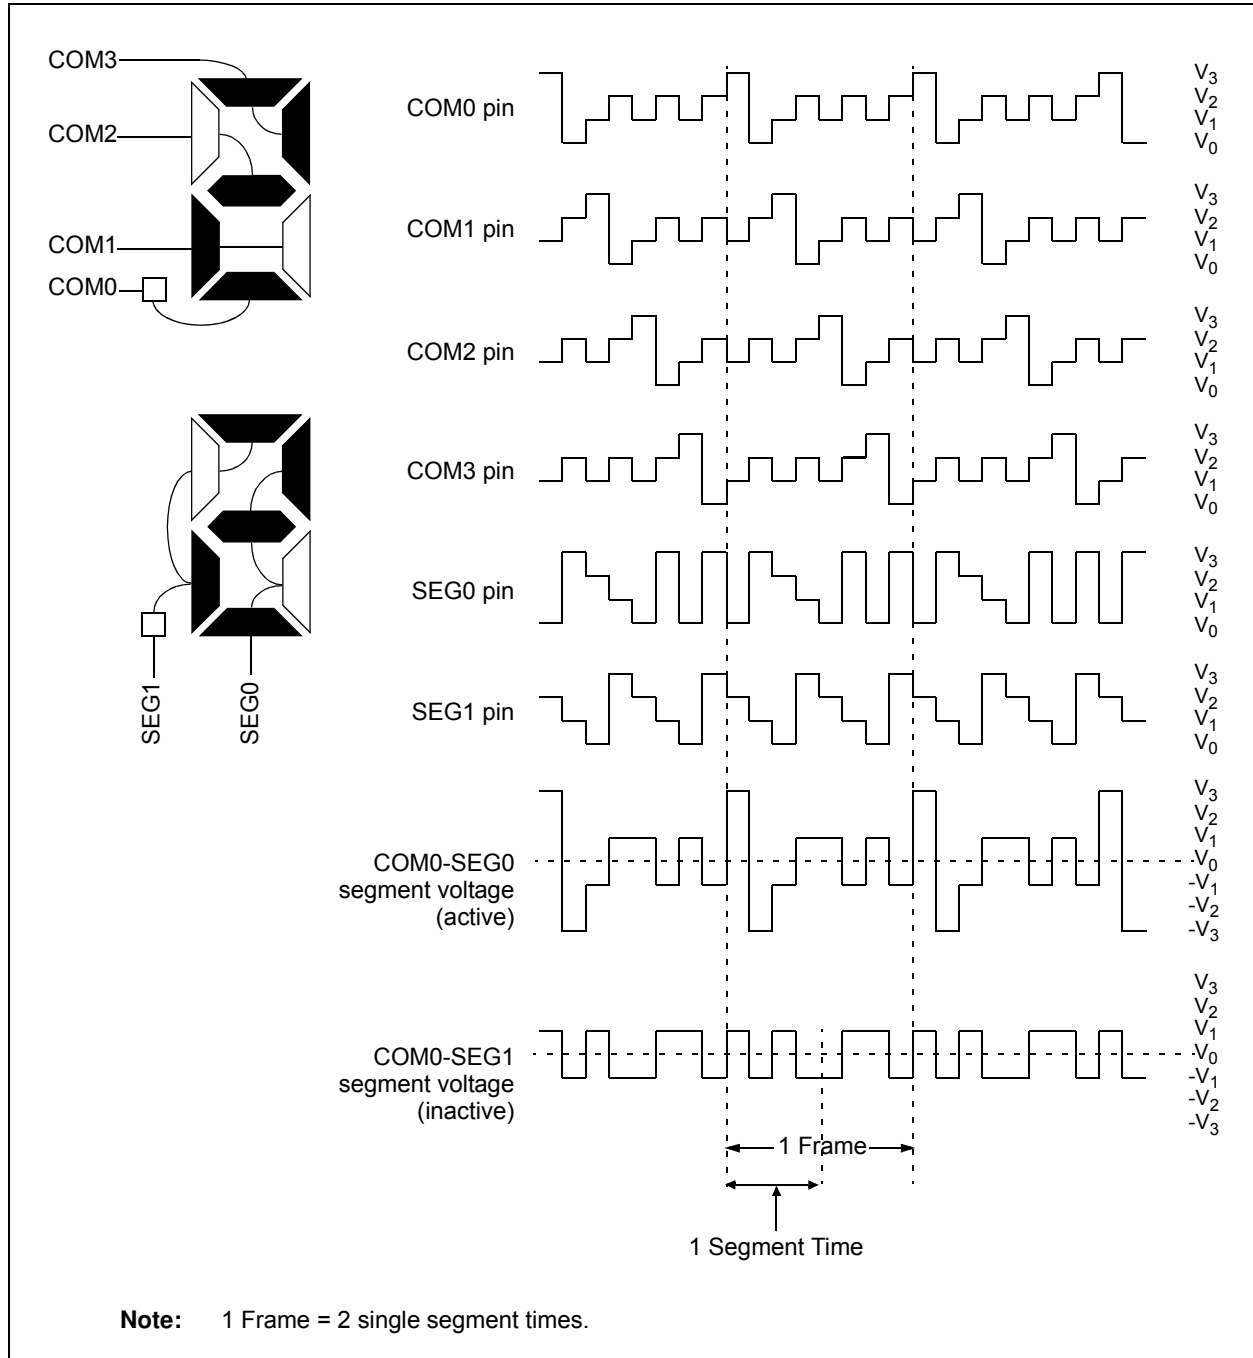 COM3
COM2
COM1
COM0
SEG1
SEG0
COM0 pin
V3
V2
V1
V0
COM1 pin
V3
V2
V1
V0
COM2 pin
V3
V2
V1
V0
COM3 pin
V3
V2
V1
V0
SEG0 pin
V3
V2
V1
V0
SEG1 pin
V3
V2
V1
V0
COM0-SEG0
segment voltage
(active)
V3
V2
V1
V0
-V1
-V2
-V3
COM0-SEG1
segment voltage
(inactive)
V3
V2
V1
V0
-V1
-V2
-V3
1 Frame
1 Segment Time
Note: 1 Frame = 2 single segment times.